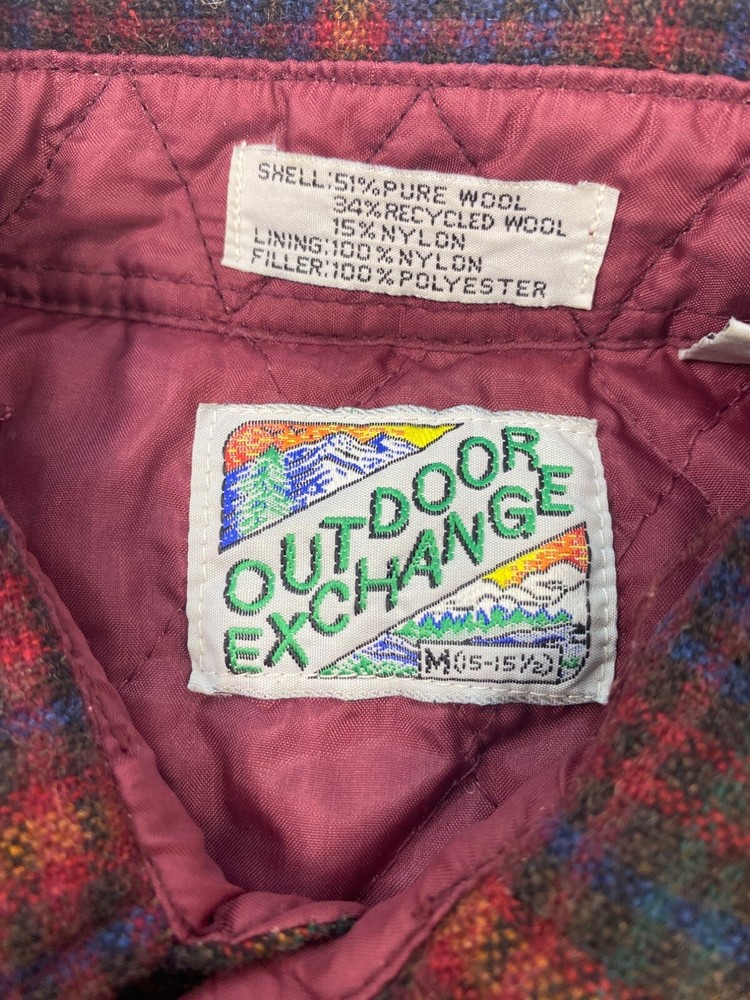 SHELL:51%PURE WOOL
34%RECYCLED WOOL
15%NYLON
LINING:100%NYLON
FILLER:100%POLYESTER
OUTDOOR
EXCHANGE
M(15-15½)